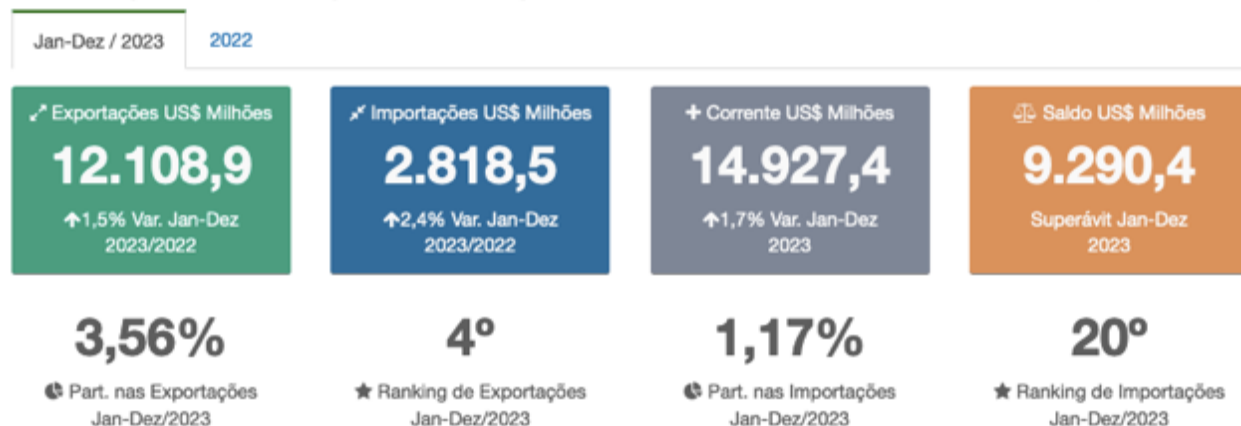 Jan-Dez / 2023
2022
Exportações US$ Milhões
12.108,9
1,5% Var. Jan-Dez
2023/2022
Importações US$ Milhões
2.818,5
2,4% Var. Jan-Dez
2023/2022
Corrente US$ Milhões
14.927,4
1,7% Var. Jan-Dez
2023
Saldo US$ Milhões
9.290,4
Superávit Jan-Dez
2023
3,56%
Part. nas Exportações
Jan-Dez/2023
4º
Ranking de Exportações
Jan-Dez/2023
1,17%
Part. nas Importações
Jan-Dez/2023
20º
Ranking de Importações
Jan-Dez/2023